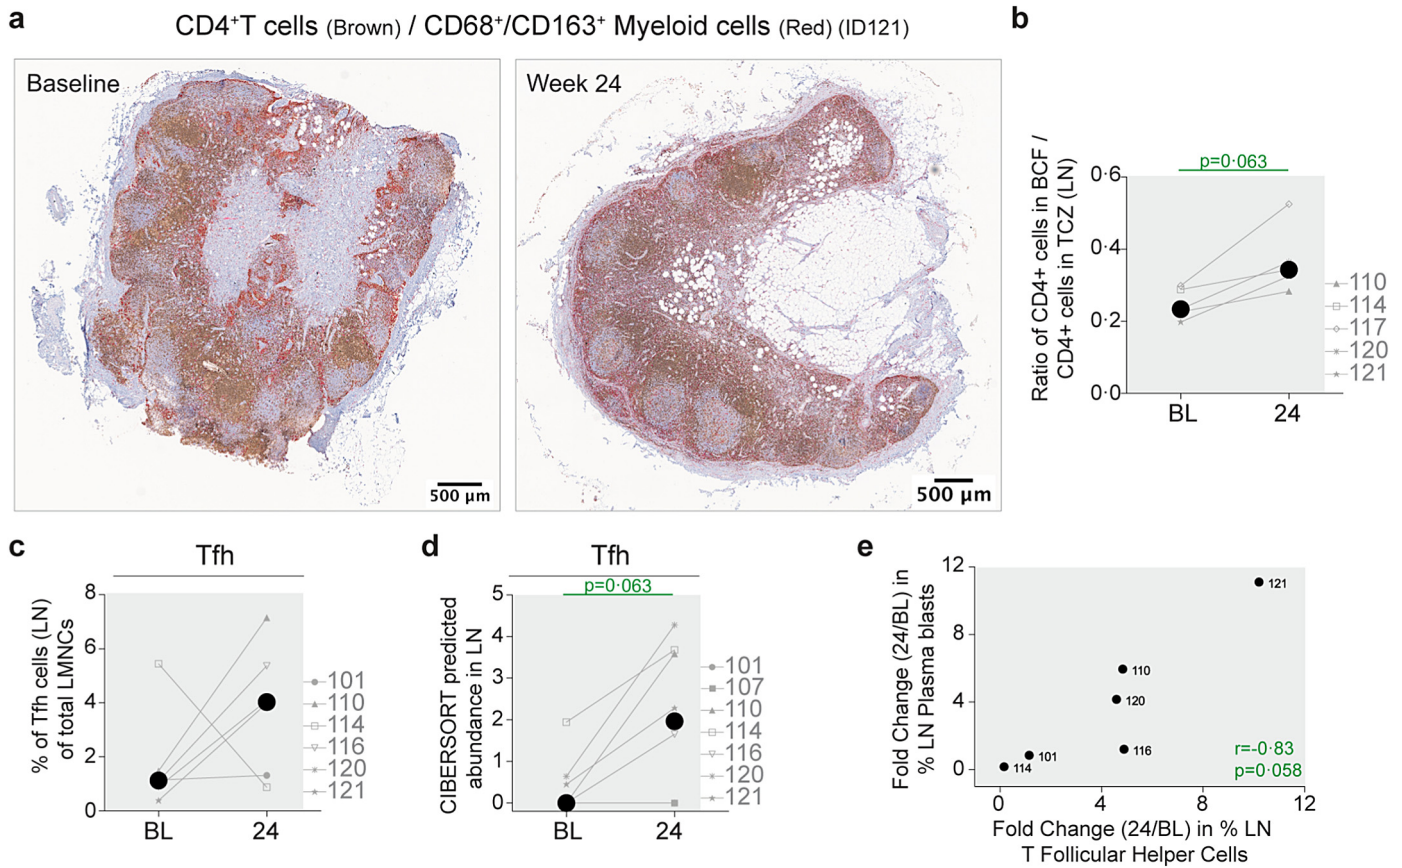 a
CD4⁺T cells (Brown) / CD68⁺/CD163⁺ Myeloid cells (Red) (ID121)
Baseline
500 µm
Week 24
500 µm
b
Ratio of CD4+ cells in BCF /
CD4+ cells in TCZ (LN)
p=0·063
0·6
0·4
0·2
0·0
BL
24
110
114
117
120
121
c
Tfh
% of Tfh cells (LN)
of total LMNCs
8
6
4
2
0
BL
24
101
110
114
116
120
121
d
Tfh
p=0·063
CIBERSORT predicted
abundance in LN
5
4
3
2
1
0
BL
24
101
107
110
114
116
120
121
e
Fold Change (24/BL) in
% LN Plasma blasts
12
8
4
0
121
110
120
116
101
114
r=-0·83
p=0·058
0
4
8
12
Fold Change (24/BL) in % LN
T Follicular Helper Cells